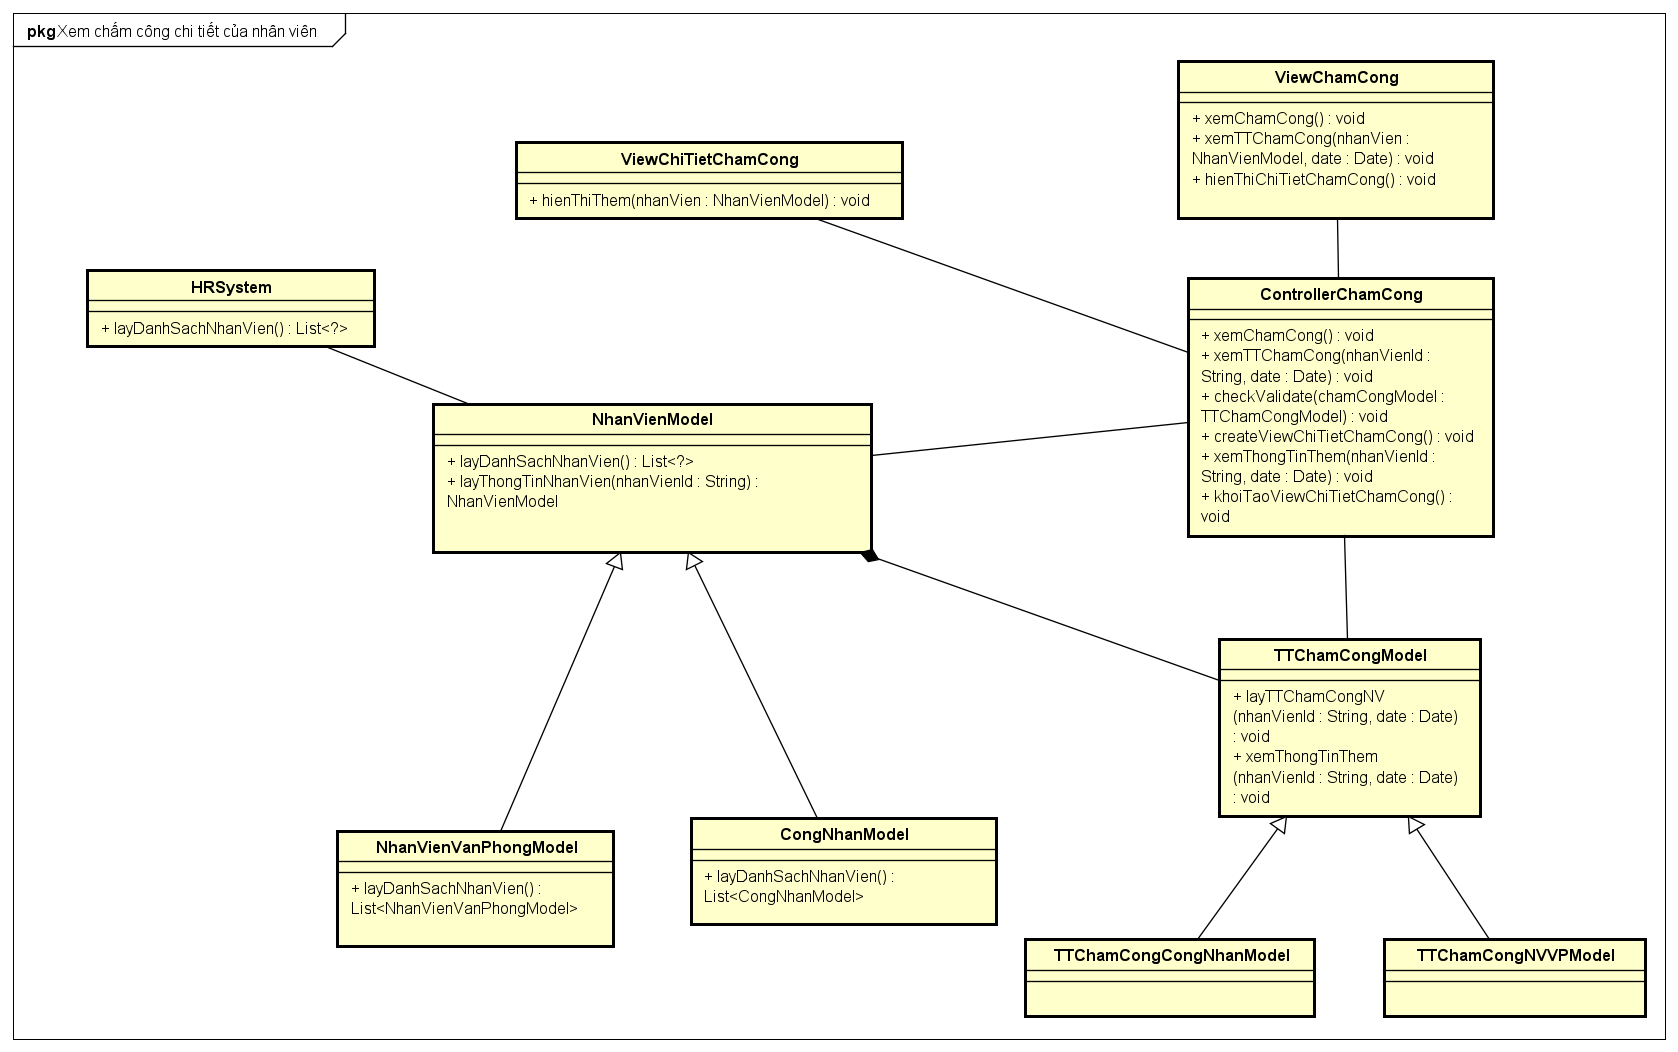 pkg Xem chấm công chi tiết của nhân viên
ViewChamCong
+ xemChamCong() : void
+ xemTTChamCong(nhanVien :
NhanVienModel, date : Date) : void
+ hienThiChiTietChamCong() : void
ViewChiTietChamCong
+ hienThiThem(nhanVien : NhanVienModel) : void
HRSystem
+ layDanhSachNhanVien() : List<?>
ControllerChamCong
+ xemChamCong() : void
+ xemTTChamCong(nhanVienId :
String, date : Date) : void
+ checkValidate(chamCongModel :
TTChamCongModel) : void
+ createViewChiTietChamCong() : void
+ xemThongTinThem(nhanVienId :
String, date : Date) : void
+ khoiTaoViewChiTietChamCong() :
void
NhanVienModel
+ layDanhSachNhanVien() : List<?>
+ layThongTinNhanVien(nhanVienId : String) :
NhanVienModel
TTChamCongModel
+ layTTChamCongNV
(nhanVienId : String, date : Date)
: void
+ xemThongTinThem
(nhanVienId : String, date : Date)
: void
NhanVienVanPhongModel
+ layDanhSachNhanVien() :
List<NhanVienVanPhongModel>
CongNhanModel
+ layDanhSachNhanVien() :
List<CongNhanModel>
TTChamCongCongNhanModel
TTChamCongNVVPModel